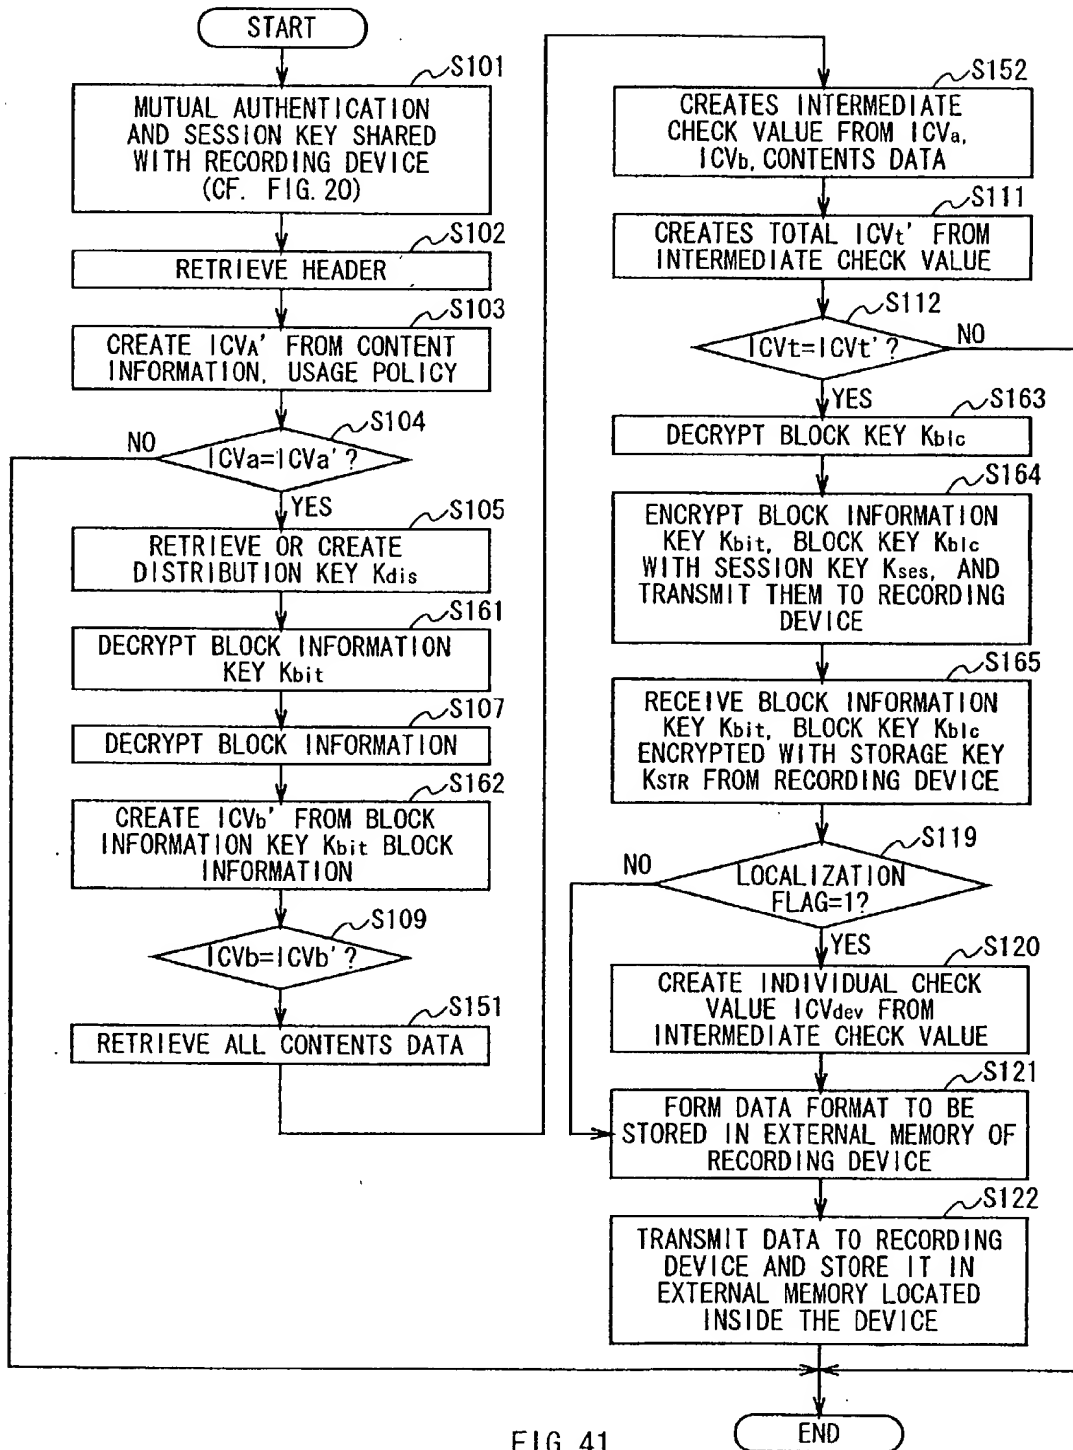 START
S101
MUTUAL AUTHENTICATION
AND SESSION KEY SHARED
WITH RECORDING DEVICE
(CF. FIG. 20)
S102
RETRIEVE HEADER
S103
CREATE ICVA' FROM CONTENT
INFORMATION, USAGE POLICY
S104
NO
ICVa=ICVa'?
YES
S105
RETRIEVE OR CREATE
DISTRIBUTION KEY Kdis
S161
DECRYPT BLOCK INFORMATION
KEY Kbit
S107
DECRYPT BLOCK INFORMATION
S162
CREATE ICVb' FROM BLOCK
INFORMATION KEY Kbit BLOCK
INFORMATION
S109
ICVb=ICVb'?
S151
RETRIEVE ALL CONTENTS DATA
S152
CREATES INTERMEDIATE
CHECK VALUE FROM ICVa,
ICVb, CONTENTS DATA
S111
CREATES TOTAL ICVt' FROM
INTERMEDIATE CHECK VALUE
S112
ICVt=ICVt'?
NO
YES
S163
DECRYPT BLOCK KEY Kblc
S164
ENCRYPT BLOCK INFORMATION
KEY Kbit, BLOCK KEY Kblc
WITH SESSION KEY Kses, AND
TRANSMIT THEM TO RECORDING
DEVICE
S165
RECEIVE BLOCK INFORMATION
KEY Kbit, BLOCK KEY Kblc
ENCRYPTED WITH STORAGE KEY
KSTR FROM RECORDING DEVICE
S119
NO
LOCALIZATION
FLAG=1?
YES
S120
CREATE INDIVIDUAL CHECK
VALUE ICVdev FROM
INTERMEDIATE CHECK VALUE
S121
FORM DATA FORMAT TO BE
STORED IN EXTERNAL MEMORY OF
RECORDING DEVICE
S122
TRANSMIT DATA TO RECORDING
DEVICE AND STORE IT IN
EXTERNAL MEMORY LOCATED
INSIDE THE DEVICE
END
FIG. 41